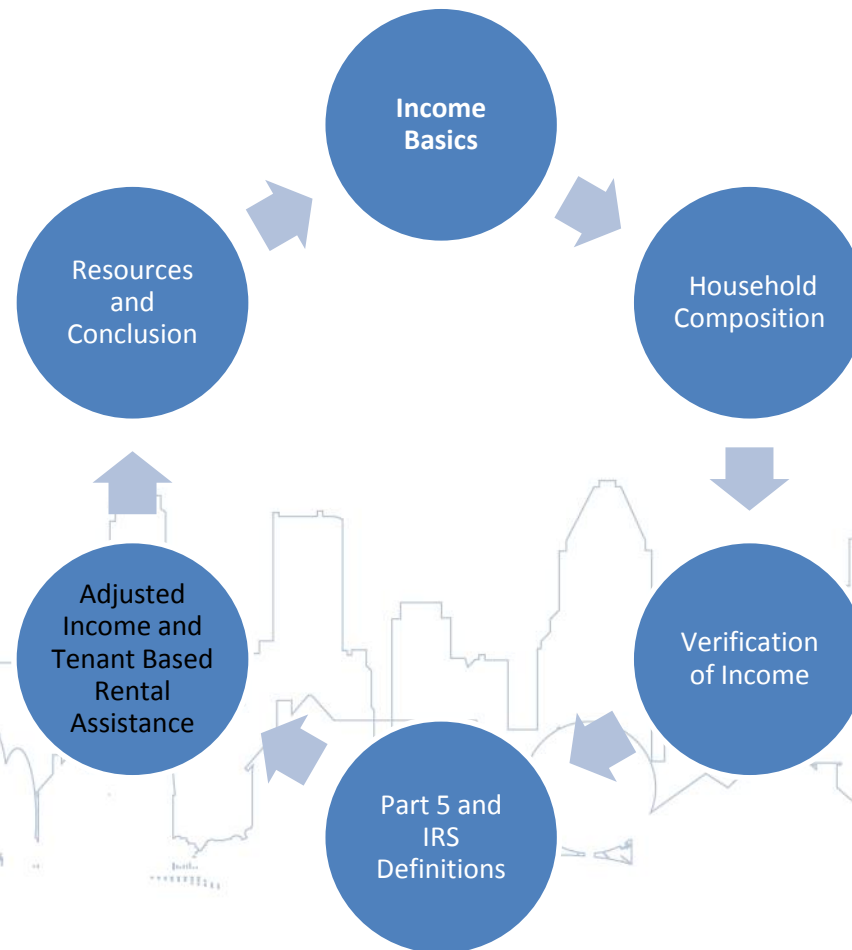 Income
Basics
Household
Composition
Verification
of Income
Part 5 and
IRS
Definitions
Adjusted
Income and
Tenant Based
Rental
Assistance
Resources
and
Conclusion